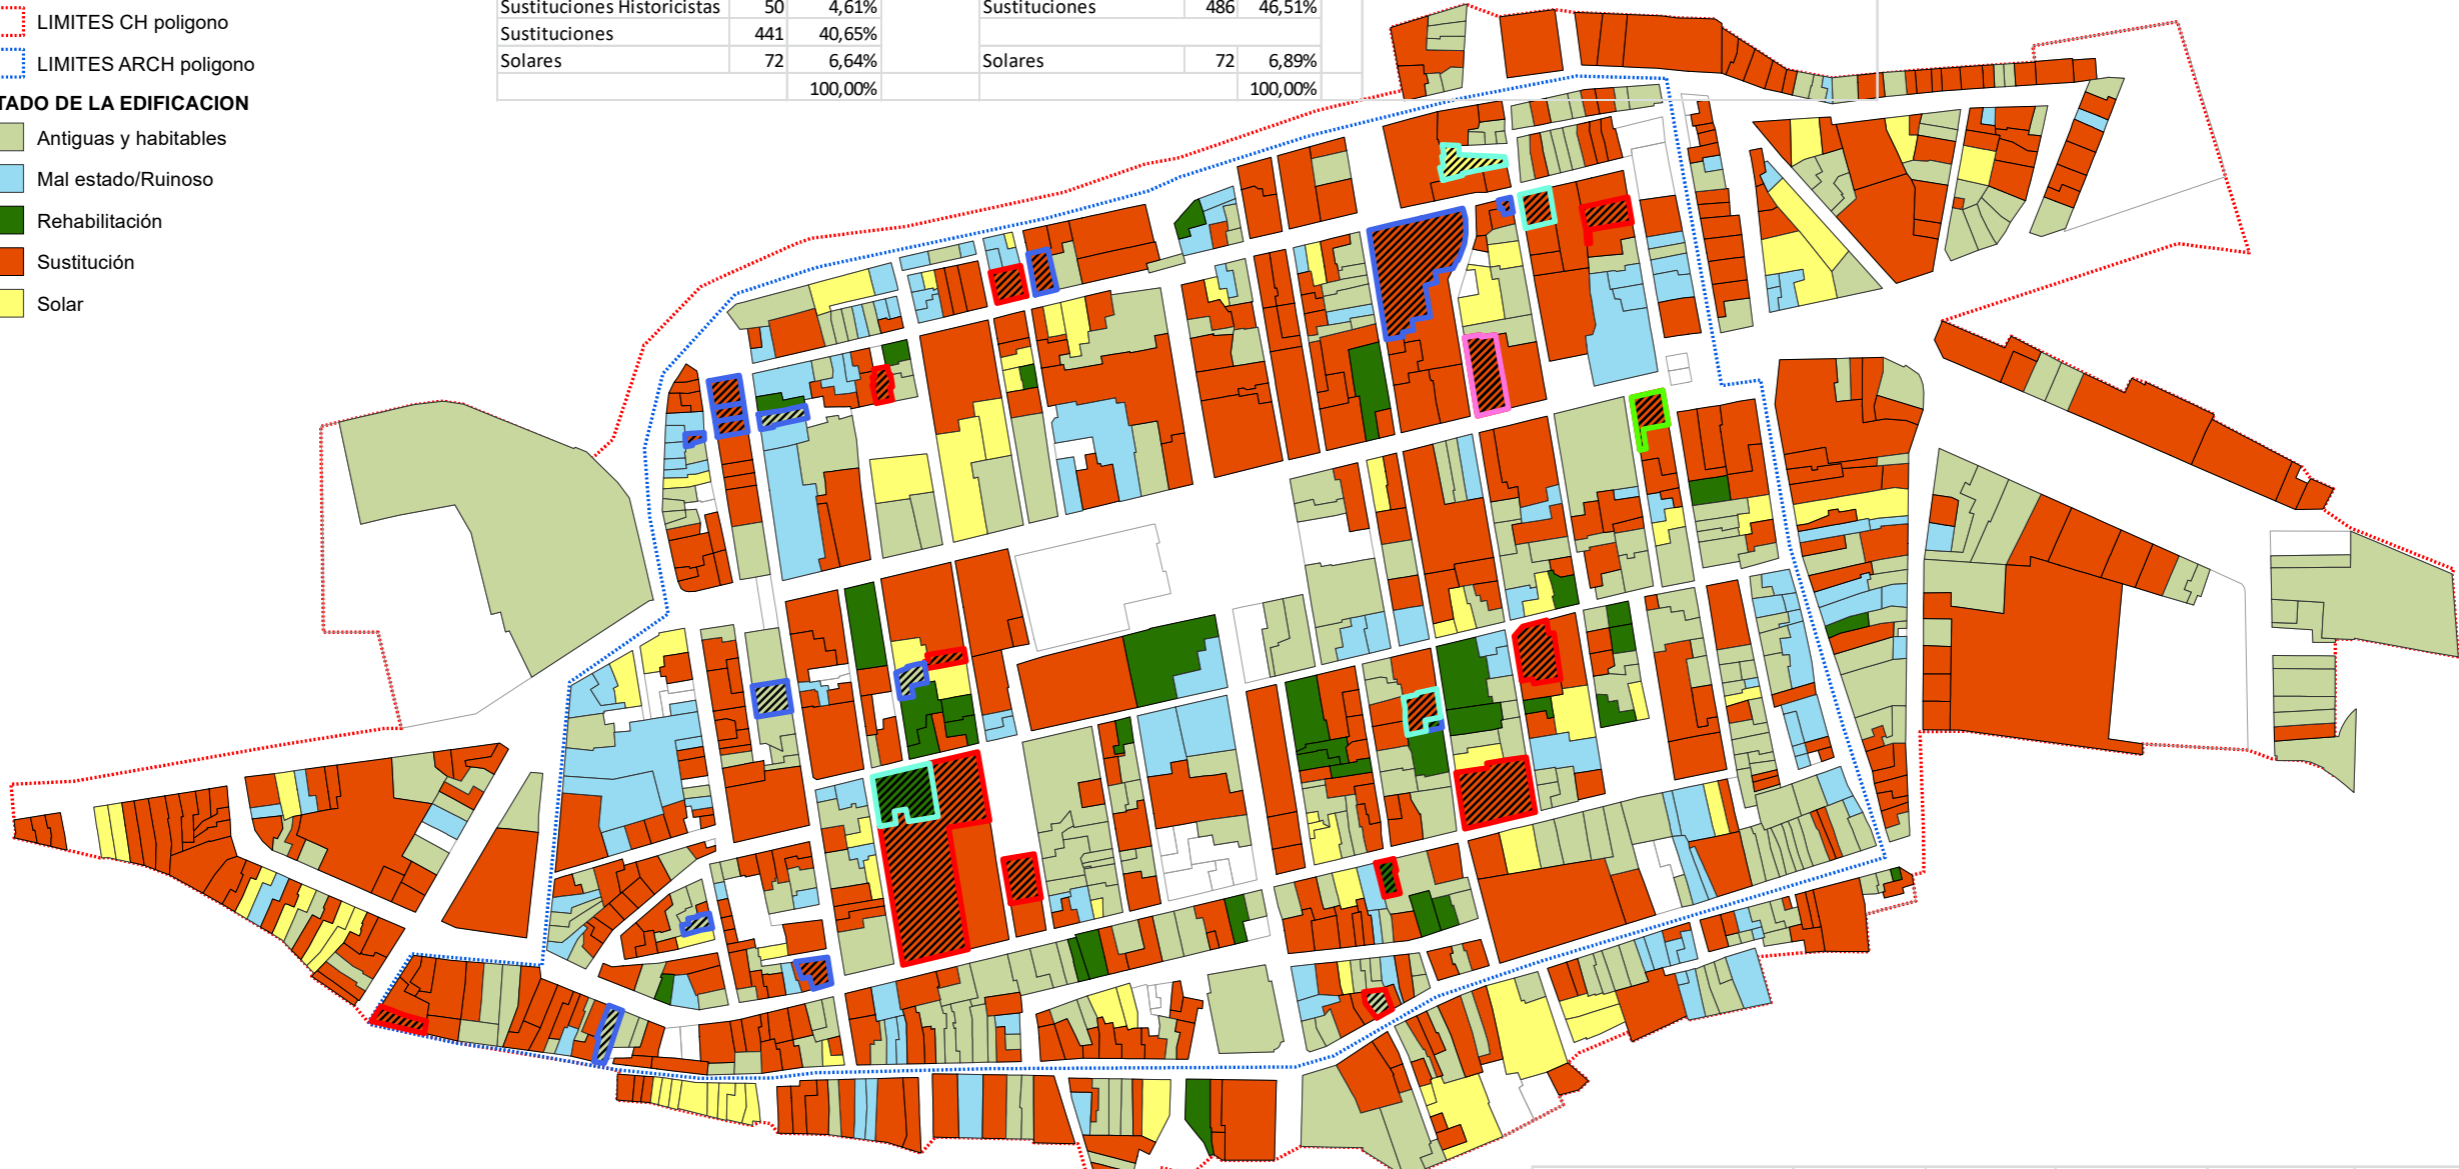 Sustituciones Historicistas 50 4,61% Sustituciones 486 46,51%
LIMITES CH poligono
Sustituciones 441 40,65%
LIMITES ARCH poligono
Solares 72 6,64% Solares 72 6,89%
100,00% 100,00%
TADO DE LA EDIFICACION
Antiguas y habitables
Mal estado/Ruinoso
Rehabilitación
Sustitución
Solar